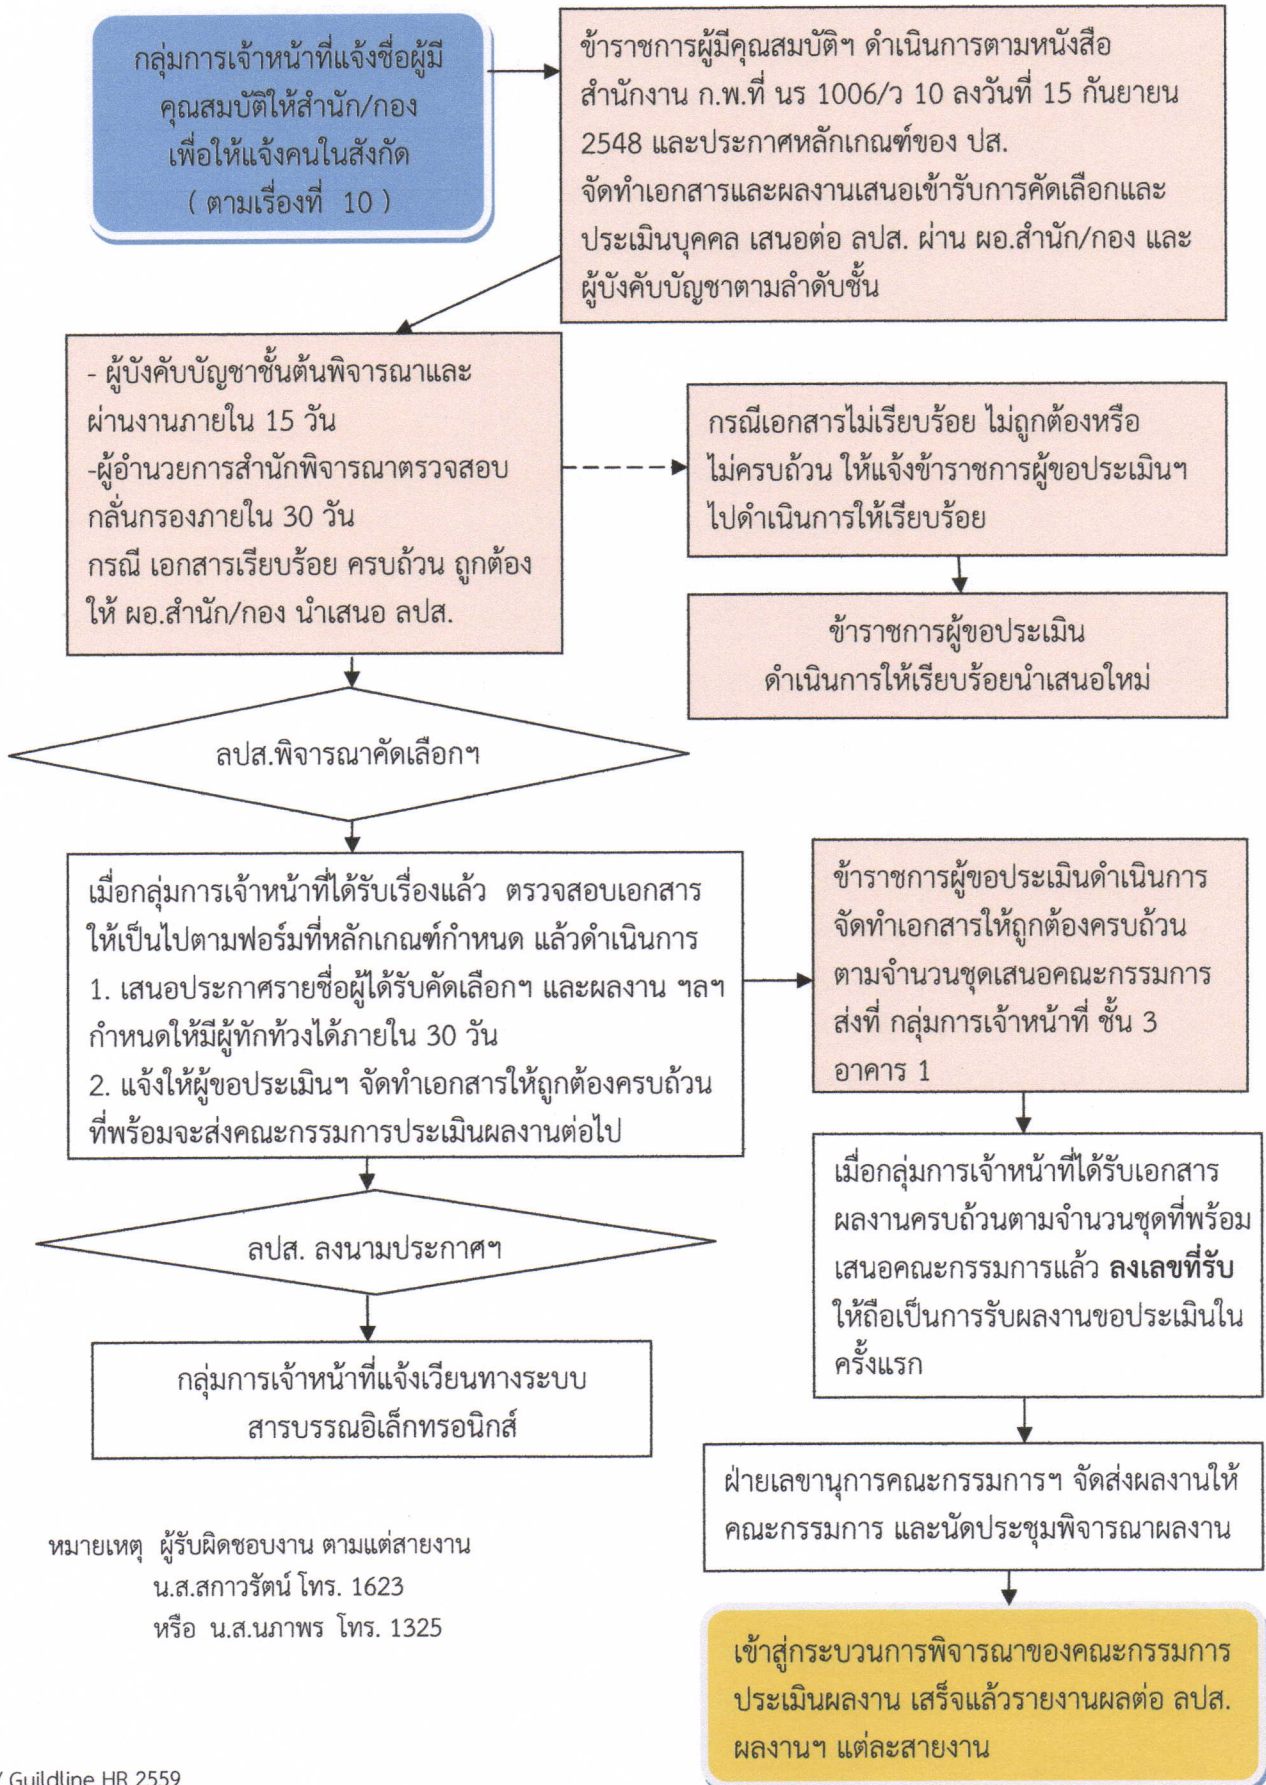 กลุ่มการเจ้าหน้าที่แจ้งชื่อผู้มี
คุณสมบัติให้สำนัก/กอง
เพื่อให้แจ้งคนในสังกัด
( ตามเรื่องที่ 10 )
ข้าราชการผู้มีคุณสมบัติฯ ดำเนินการตามหนังสือ
สำนักงาน ก.พ.ที่ นร 1006/ว 10 ลงวันที่ 15 กันยายน
2548 และประกาศหลักเกณฑ์ของ ปส.
จัดทำเอกสารและผลงานเสนอเข้ารับการคัดเลือกและ
ประเมินบุคคล เสนอต่อ ลปส. ผ่าน ผอ.สำนัก/กอง และ
ผู้บังคับบัญชาตามลำดับชั้น
- ผู้บังคับบัญชาชั้นต้นพิจารณาและ
ผ่านงานภายใน 15 วัน
-ผู้อำนวยการสำนักพิจารณาตรวจสอบ
กลั่นกรองภายใน 30 วัน
กรณี เอกสารเรียบร้อย ครบถ้วน ถูกต้อง
ให้ ผอ.สำนัก/กอง นำเสนอ ลปส.
กรณีเอกสารไม่เรียบร้อย ไม่ถูกต้องหรือ
ไม่ครบถ้วน ให้แจ้งข้าราชการผู้ขอประเมินฯ
ไปดำเนินการให้เรียบร้อย
ข้าราชการผู้ขอประเมิน
ดำเนินการให้เรียบร้อยนำเสนอใหม่
ลปส.พิจารณาคัดเลือกฯ
เมื่อกลุ่มการเจ้าหน้าที่ได้รับเรื่องแล้ว ตรวจสอบเอกสาร
ให้เป็นไปตามฟอร์มที่หลักเกณฑ์กำหนด แล้วดำเนินการ
1. เสนอประกาศรายชื่อผู้ได้รับคัดเลือกฯ และผลงาน ฯลฯ
กำหนดให้มีผู้ทักท้วงได้ภายใน 30 วัน
2. แจ้งให้ผู้ขอประเมินฯ จัดทำเอกสารให้ถูกต้องครบถ้วน
ที่พร้อมจะส่งคณะกรรมการประเมินผลงานต่อไป
ข้าราชการผู้ขอประเมินดำเนินการ
จัดทำเอกสารให้ถูกต้องครบถ้วน
ตามจำนวนชุดเสนอคณะกรรมการ
ส่งที่ กลุ่มการเจ้าหน้าที่ ชั้น 3
อาคาร 1
ลปส. ลงนามประกาศฯ
เมื่อกลุ่มการเจ้าหน้าที่ได้รับเอกสาร
ผลงานครบถ้วนตามจำนวนชุดที่พร้อม
เสนอคณะกรรมการแล้ว ลงเลขที่รับ
ให้ถือเป็นการรับผลงานขอประเมินใน
ครั้งแรก
กลุ่มการเจ้าหน้าที่แจ้งเวียนทางระบบ
สารบรรณอิเล็กทรอนิกส์
ฝ่ายเลขานุการคณะกรรมการฯ จัดส่งผลงานให้
คณะกรรมการ และนัดประชุมพิจารณาผลงาน
หมายเหตุ ผู้รับผิดชอบงาน ตามแต่สายงาน
น.ส.สกาวรัตน์ โทร. 1623
หรือ น.ส.นภาพร โทร. 1325
เข้าสู่กระบวนการพิจารณาของคณะกรรมการ
ประเมินผลงาน เสร็จแล้วรายงานผลต่อ ลปส.
ผลงานฯ แต่ละสายงาน
/ Guildline HR 2559